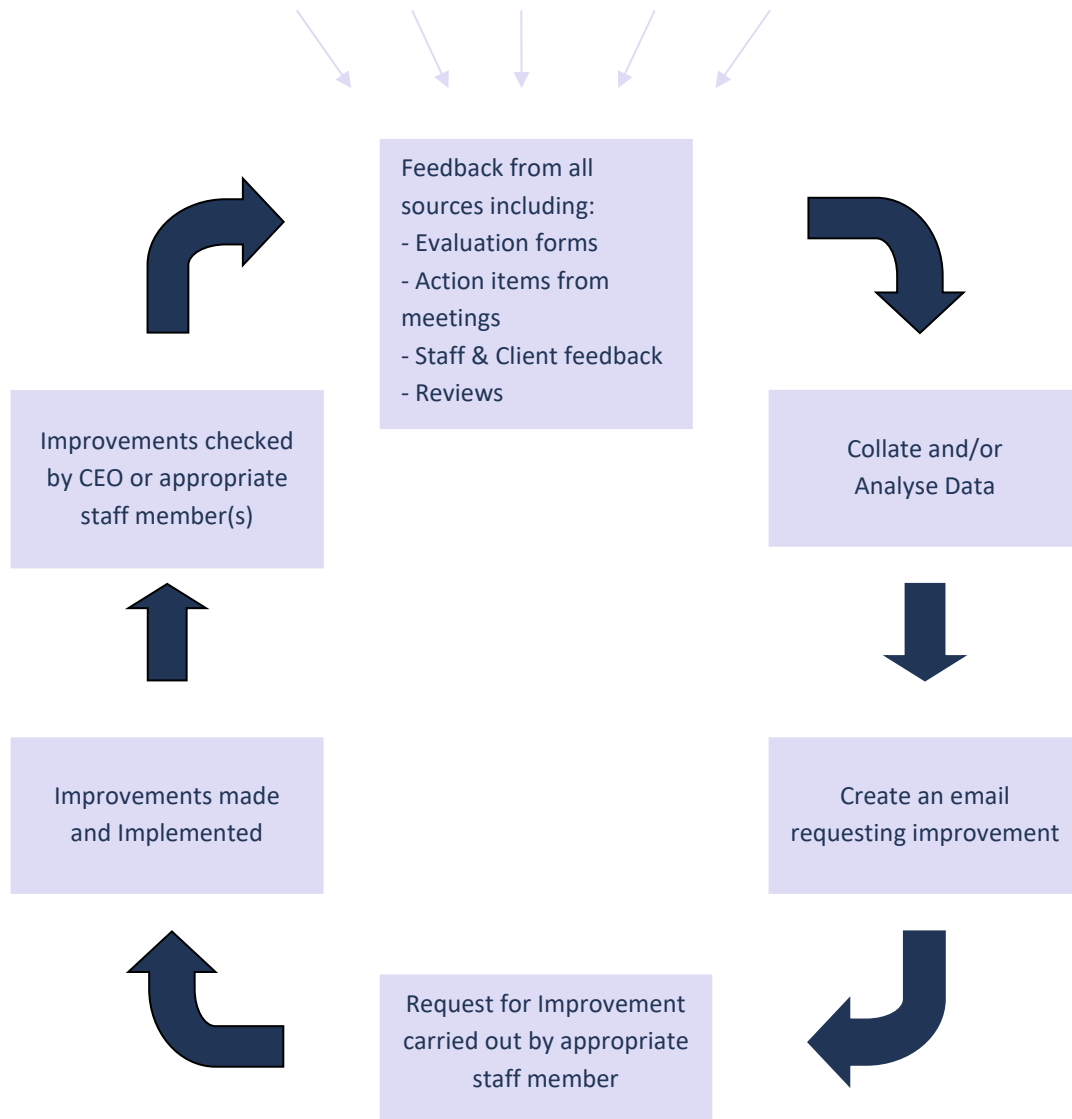 Feedback from all
sources including:
- Evaluation forms
- Action items from
meetings
- Staff & Client feedback
- Reviews
Collate and/or
Analyse Data
Create an email
requesting improvement
Request for Improvement
carried out by appropriate
staff member
Improvements made
and Implemented
Improvements checked
by CEO or appropriate
staff member(s)